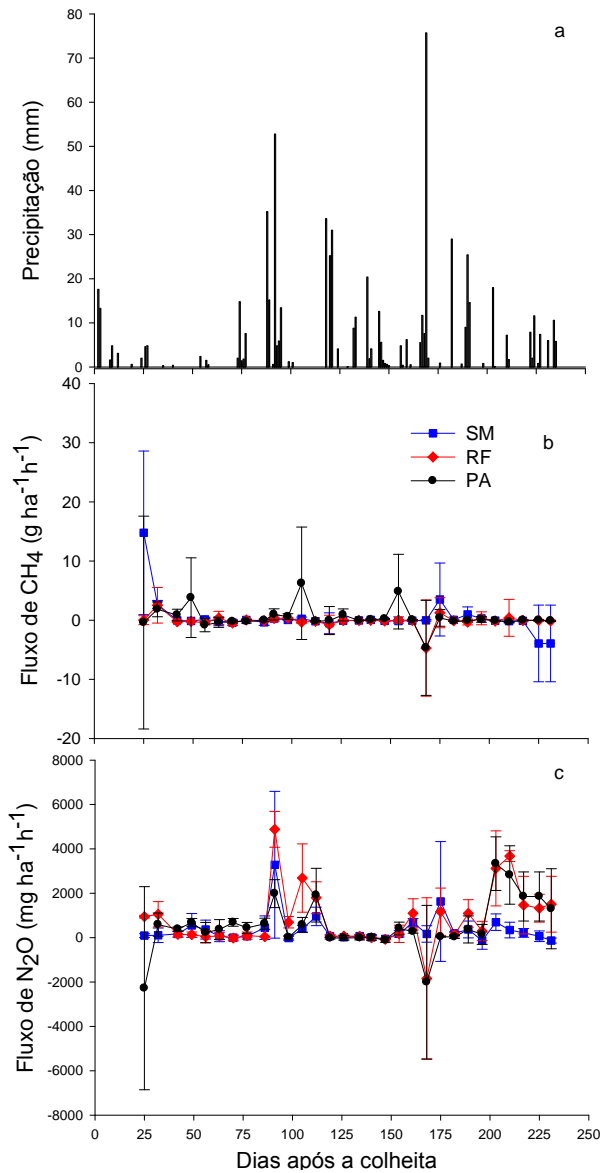 a
80
70
60
50
40
30
20
10
0
Precipitação (mm)
b
40
30
20
10
0
-10
-20
Fluxo de CH4 (g ha-1h-1)
SM
RF
PA
c
8000
6000
4000
2000
0
-2000
-4000
-6000
-8000
Fluxo de N2O (mg ha-1h-1)
0 25 50 75 100 125 150 175 200 225 250
Dias após a colheita